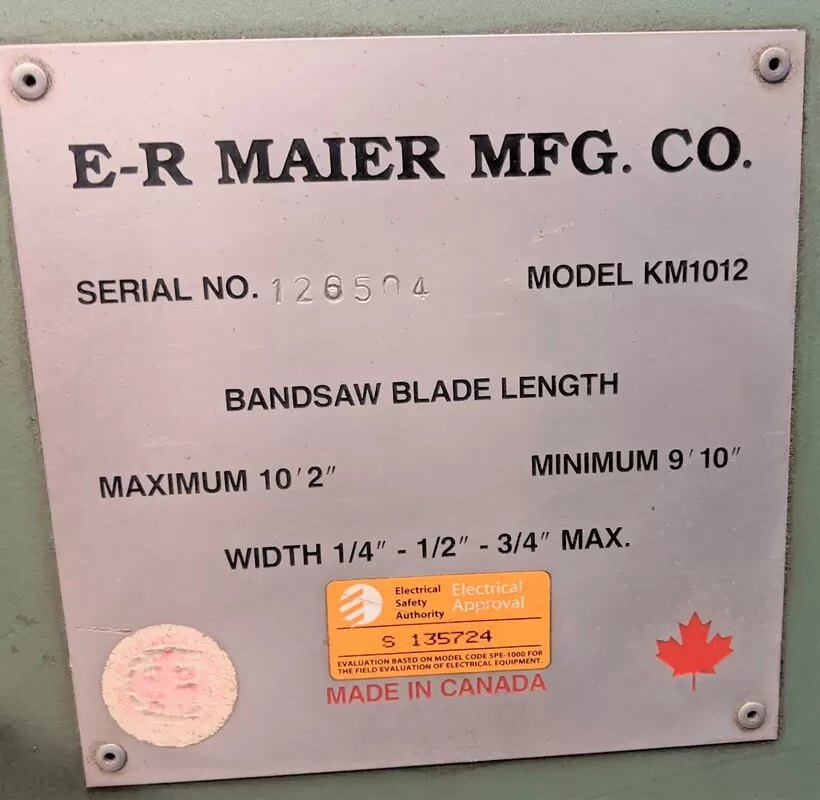 E-R MAIER MFG. CO.
SERIAL NO. 126504 MODEL KM1012
BANDSAW BLADE LENGTH
MAXIMUM 10'2" MINIMUM 9'10"
WIDTH 1/4" - 1/2" - 3/4" MAX.
Electrical Safety Authority
Electrical Approval
S 135724
EVALUATION BASED ON MODEL CODE SPE-1000 FOR
THE FIELD EVALUATION OF ELECTRICAL EQUIPMENT.
MADE IN CANADA